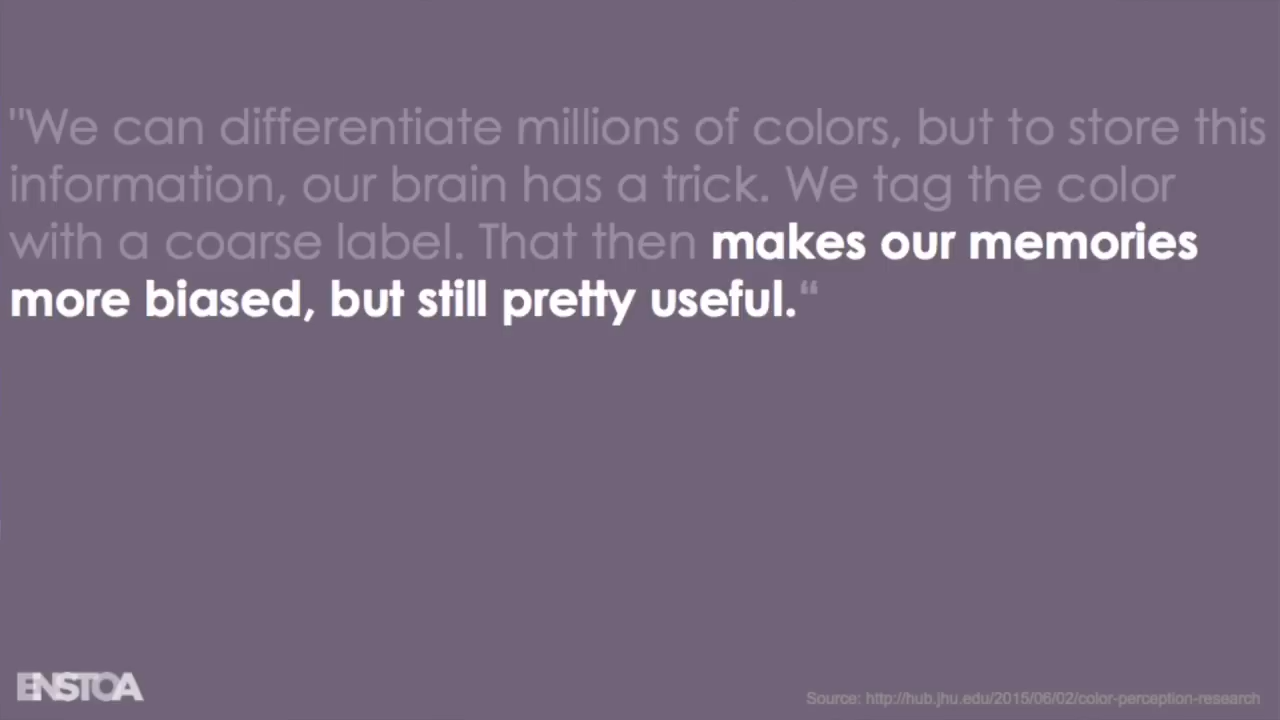 "We can differentiate millions of colors, but to store this
information, our brain has a trick. We tag the color
with a coarse label. That then makes our memories
more biased, but still pretty useful.“
ENSTOA
Source: http://hub.jhu.edu/2015/06/02/color-perception-research